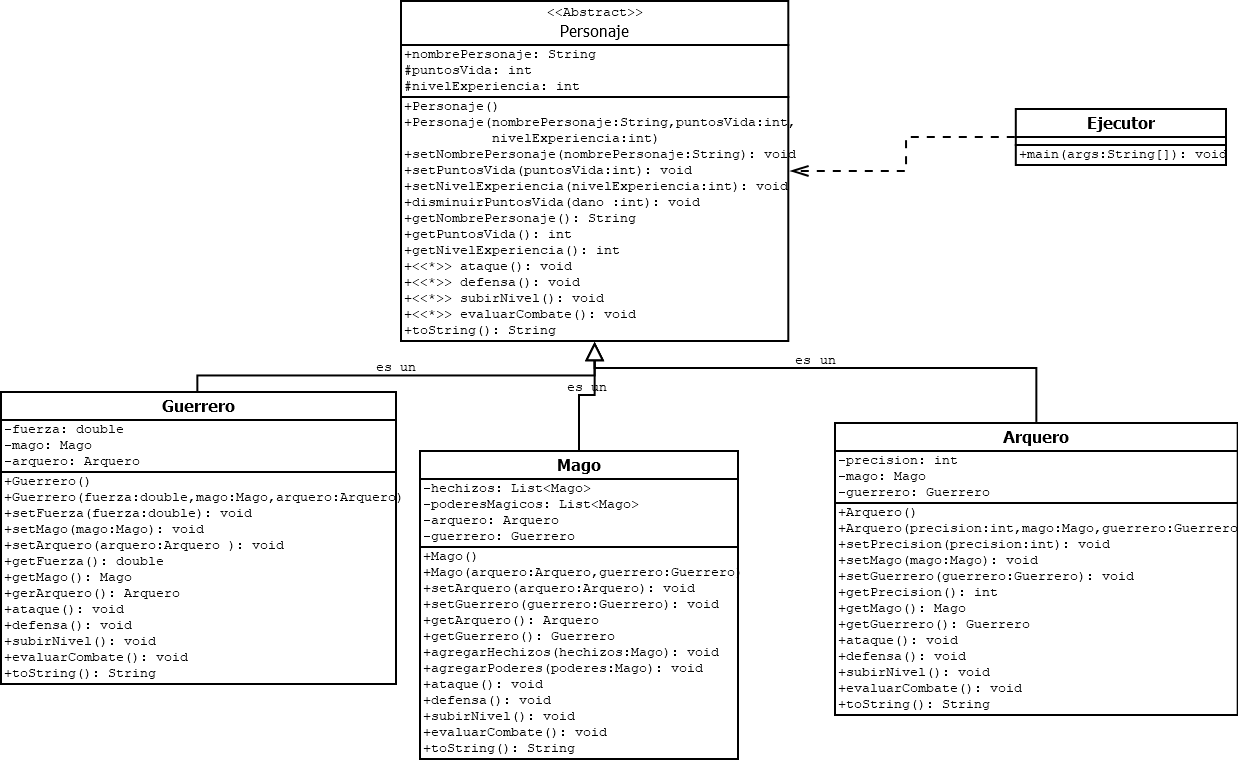 <<Abstract>>
Personaje
+nombrePersonaje: String
#puntosVida: int
#nivelExperiencia: int
+Personaje()
+Personaje(nombrePersonaje:String,puntosVida:int,
nivelExperiencia:int)
+setNombrePersonaje(nombrePersonaje:String): void
+setPuntosVida(puntosVida:int): void
+setNivelExperiencia(nivelExperiencia:int): void
+disminuirPuntosVida(dano :int): void
+getNombrePersonaje(): String
+getPuntosVida(): int
+getNivelExperiencia(): int
+<<*>> ataque(): void
+<<*>> defensa(): void
+<<*>> subirNivel(): void
+<<*>> evaluarCombate(): void
+toString(): String
Ejecutor
+main(args:String[]): void
es un
es un
es un
Guerrero
-fuerza: double
-mago: Mago
-arquero: Arquero
+Guerrero()
+Guerrero(fuerza:double,mago:Mago,arquero:Arquero)
+setFuerza(fuerza:double): void
+setMago(mago:Mago): void
+setArquero(arquero:Arquero ): void
+getFuerza(): double
+getMago(): Mago
+gerArquero(): Arquero
+ataque(): void
+defensa(): void
+subirNivel(): void
+evaluarCombate(): void
+toString(): String
Mago
-hechizos: List<Mago>
-poderesMagicos: List<Mago>
-arquero: Arquero
-guerrero: Guerrero
+Mago()
+Mago(arquero:Arquero,guerrero:Guerrero)
+setArquero(arquero:Arquero): void
+setGuerrero(guerrero:Guerrero): void
+getArquero(): Arquero
+getGuerrero(): Guerrero
+agregarHechizos(hechizos:Mago): void
+agregarPoderes(poderes:Mago): void
+ataque(): void
+defensa(): void
+subirNivel(): void
+evaluarCombate(): void
+toString(): String
Arquero
-precision: int
-mago: Mago
-guerrero: Guerrero
+Arquero()
+Arquero(precision:int,mago:Mago,guerrero:Guerrero
+setPrecision(precision:int): void
+setMago(mago:Mago): void
+setGuerrero(guerrero:Guerrero): void
+getPrecision(): int
+getMago(): Mago
+getGuerrero(): Guerrero
+ataque(): void
+defensa(): void
+subirNivel(): void
+evaluarCombate(): void
+toString(): String